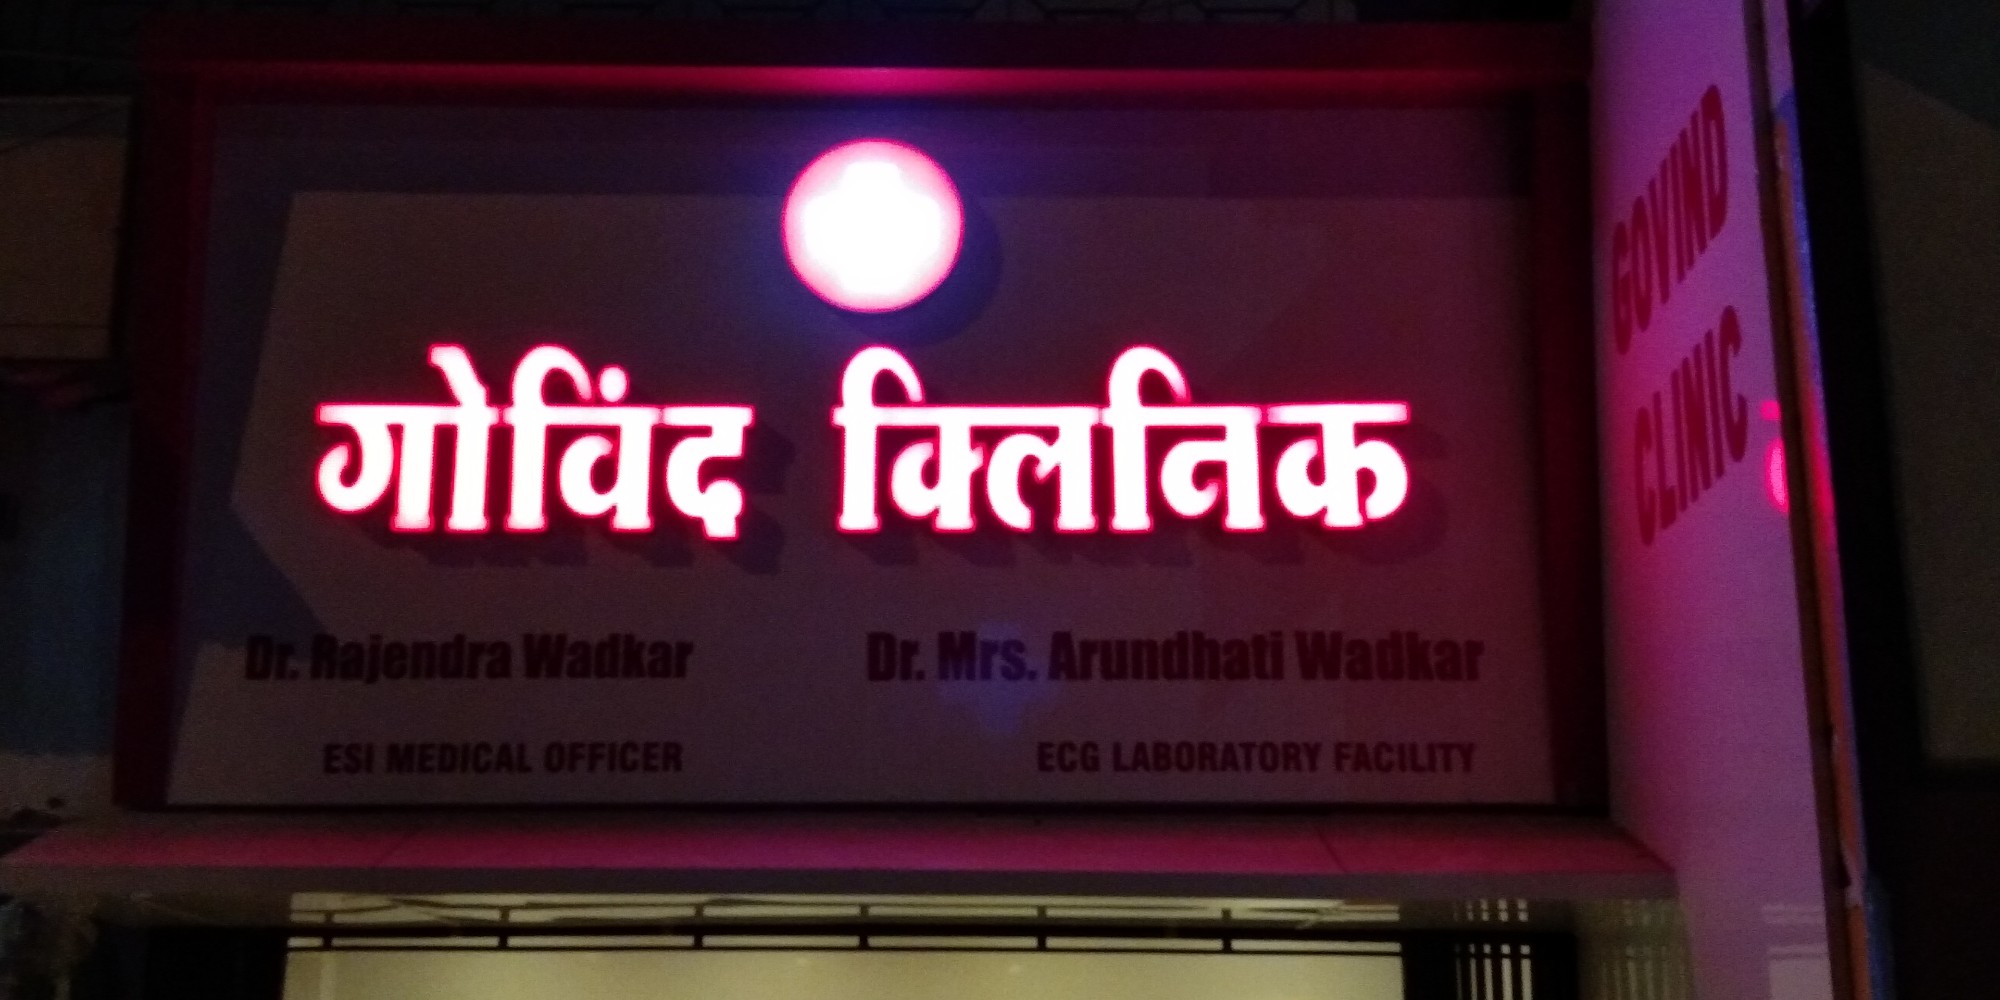 गोविंद क्लिनिक
Dr. Rajendra Wadkar
Dr. Mrs. Arundhati Wadkar
ESI MEDICAL OFFICER
ECG LABORATORY FACILITY
GOVIND
CLINIC